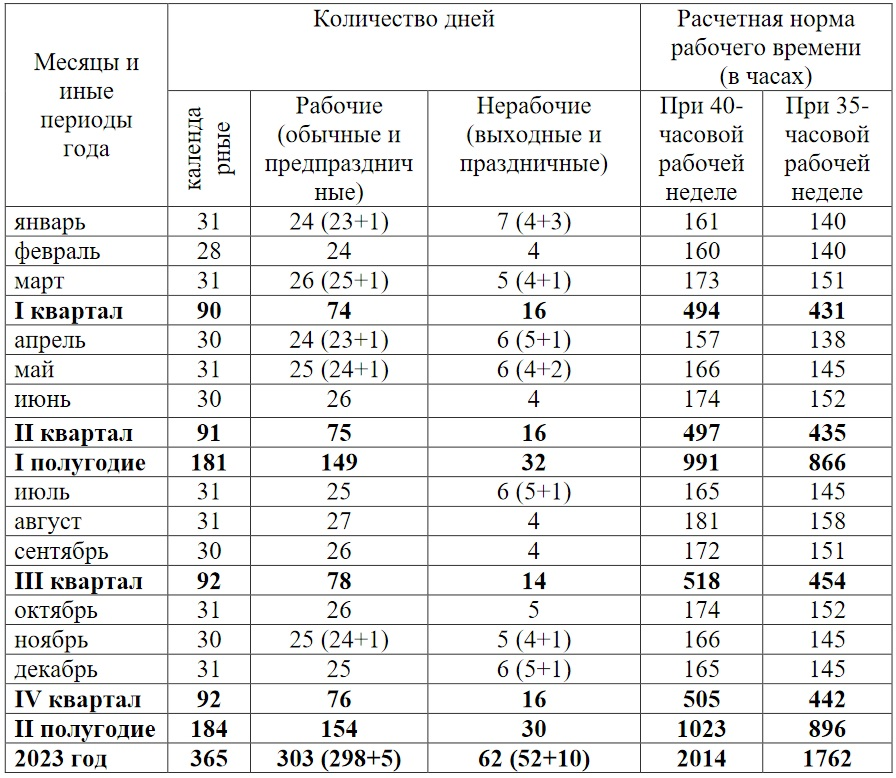 Месяцы и
иные
периоды
года
Количество дней
Расчетная норма
рабочего времени
(в часах)
календа
рные
Рабочие
(обычные и
предпразднич
ные)
Нерабочие
(выходные и
праздничные)
При 40-
часовой
рабочей
неделе
При 35-
часовой
рабочей
неделе
январь 31 24 (23+1) 7 (4+3) 161 140
февраль 28 24 4 160 140
март 31 26 (25+1) 5 (4+1) 173 151
I квартал 90 74 16 494 431
апрель 30 24 (23+1) 6 (5+1) 157 138
май 31 25 (24+1) 6 (4+2) 166 145
июнь 30 26 4 174 152
II квартал 91 75 16 497 435
I полугодие 181 149 32 991 866
июль 31 25 6 (5+1) 165 145
август 31 27 4 181 158
сентябрь 30 26 4 172 151
III квартал 92 78 14 518 454
октябрь 31 26 5 174 152
ноябрь 30 25 (24+1) 5 (4+1) 166 145
декабрь 31 25 6 (5+1) 165 145
IV квартал 92 76 16 505 442
II полугодие 184 154 30 1023 896
2023 год 365 303 (298+5) 62 (52+10) 2014 1762